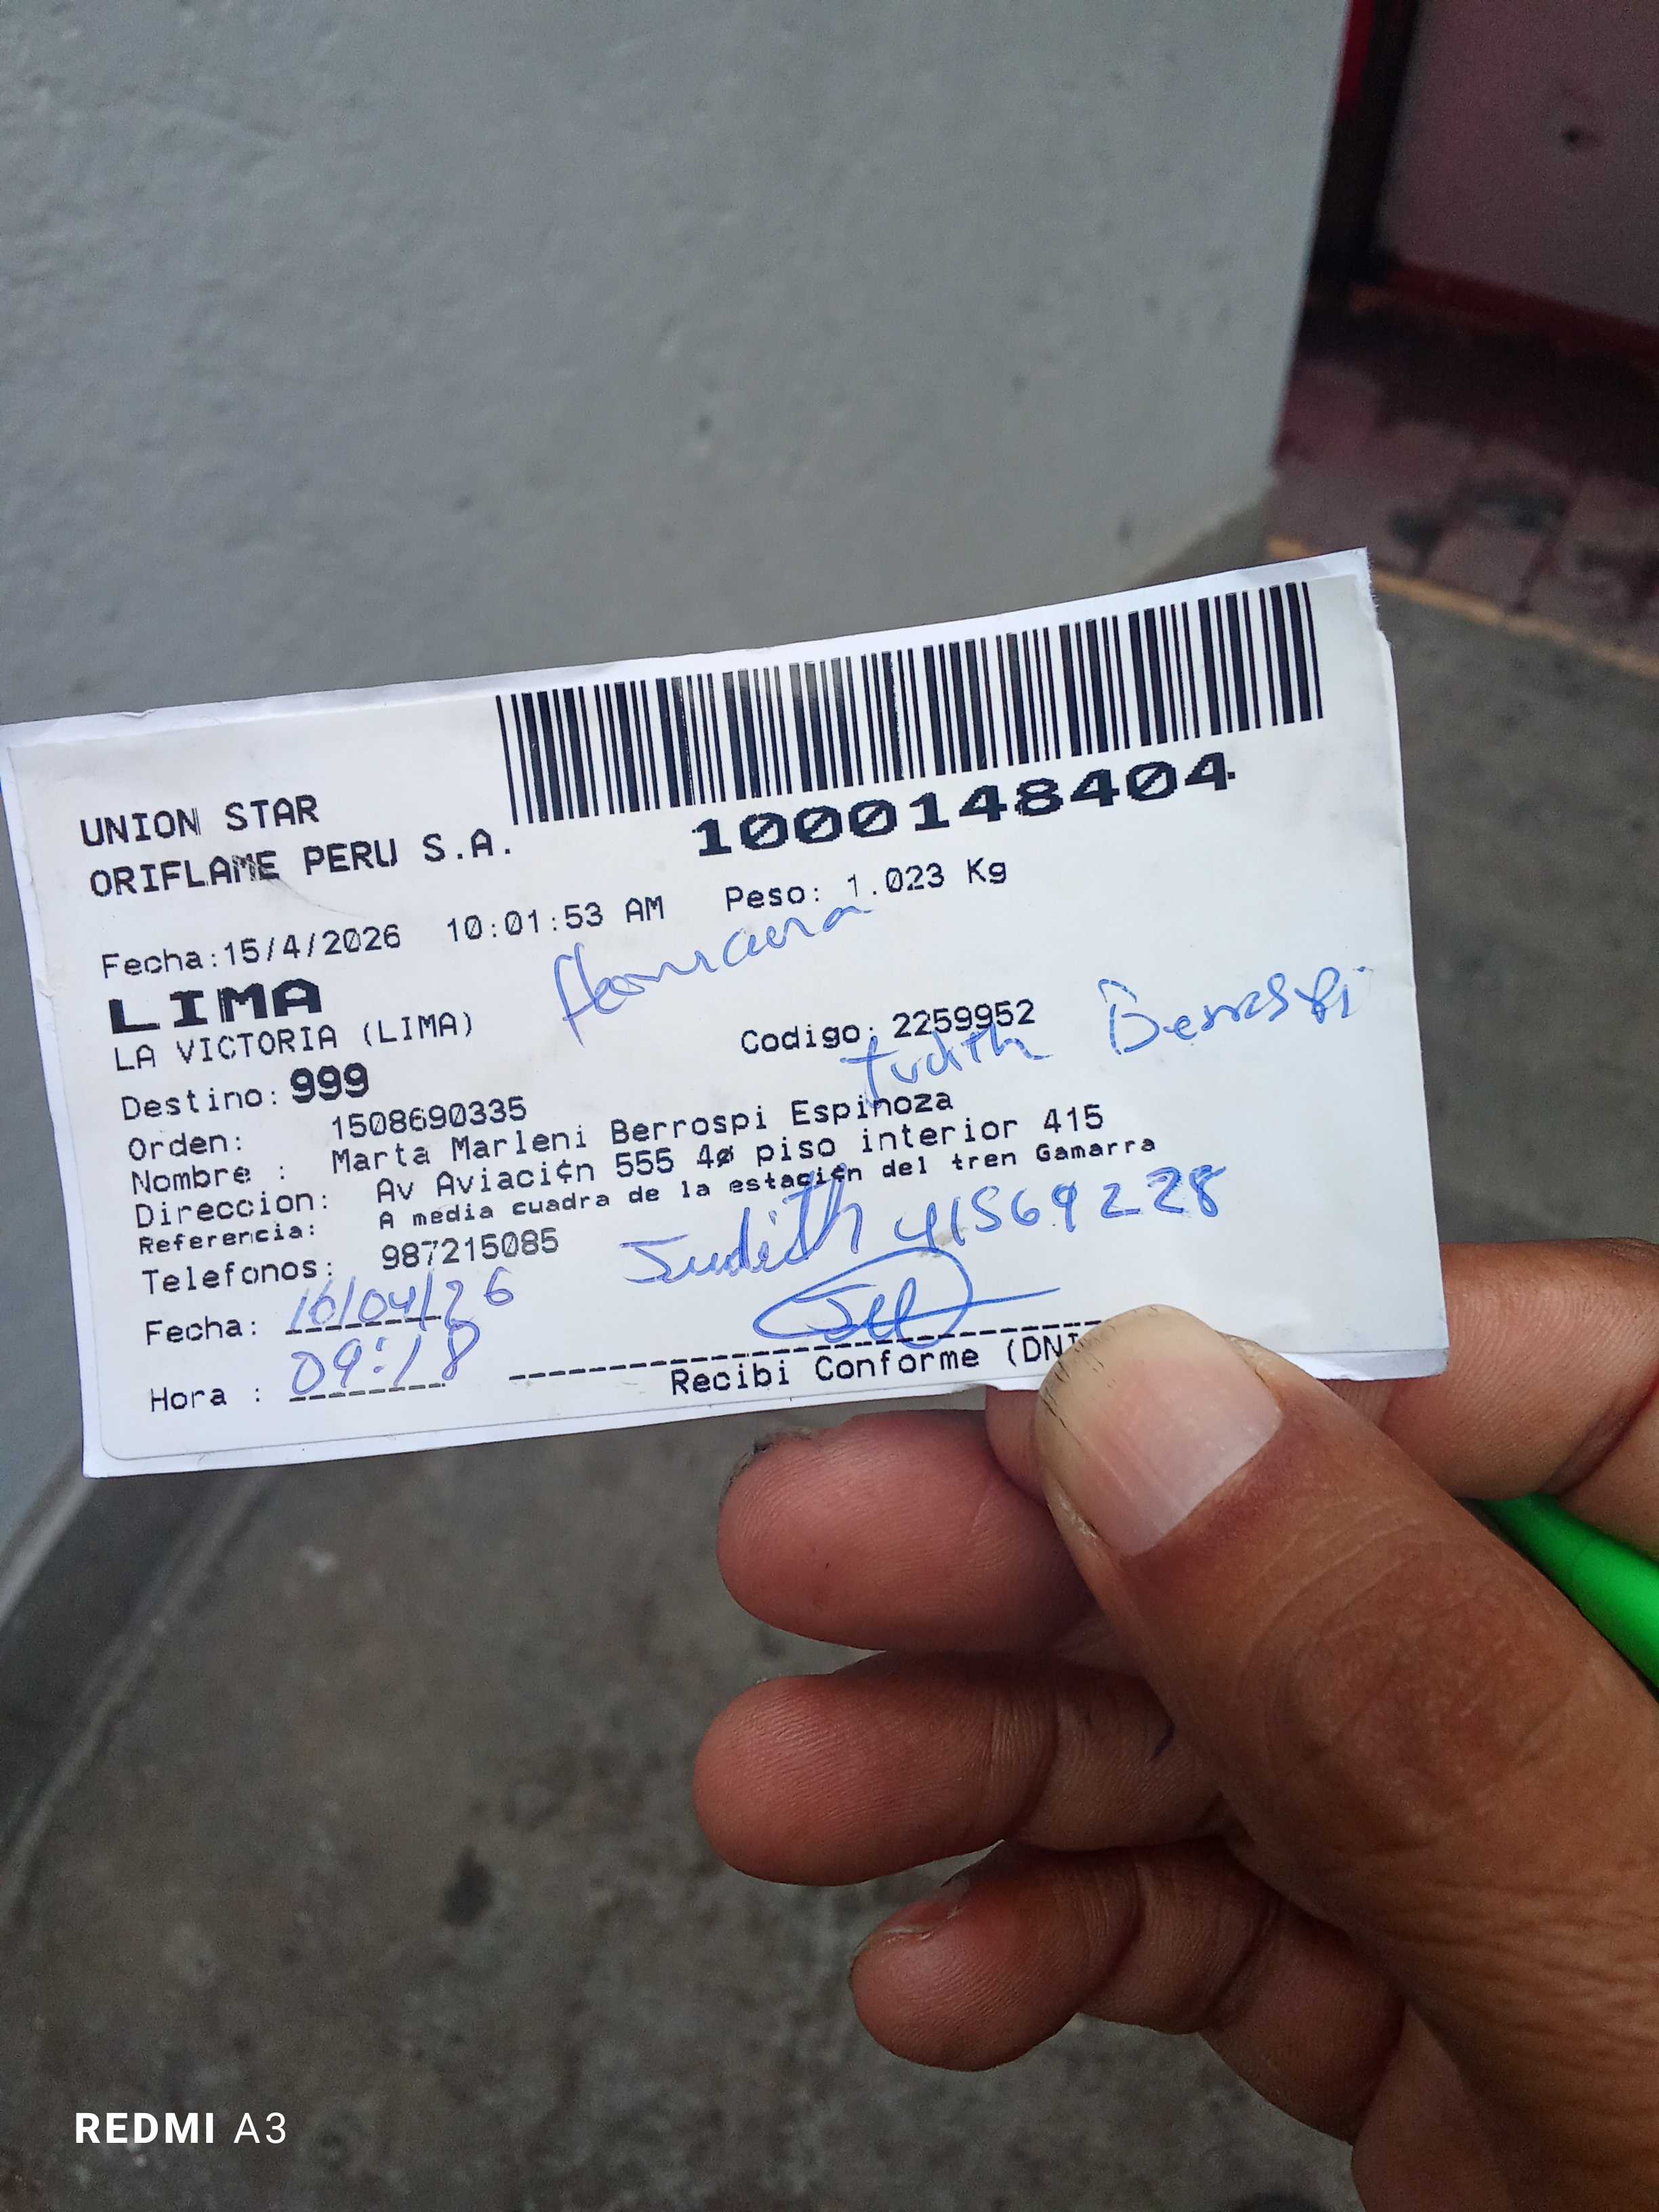 UNION STAR
ORIFLAME PERU S.A.
1000148404
Fecha:15/4/2026 10:01:53 AM Peso: 1.023 Kg
LIMA
LA VICTORIA (LIMA)
Codigo: 2259952
Judith Berrospi
Destino: 999
Orden: 1508690335
Nombre : Marta Marleni Berrospi Espinoza
Direccion: Av Aviaci¢n 555 4ø piso interior 415
Referencia: A media cuadra de la estaci¢n del tren Gamarra
Telefonos: 987215085
Judith 41569228
Fecha: 16/04/26
Hora : 09:18
Recibi Conforme (DNI
REDMI A3